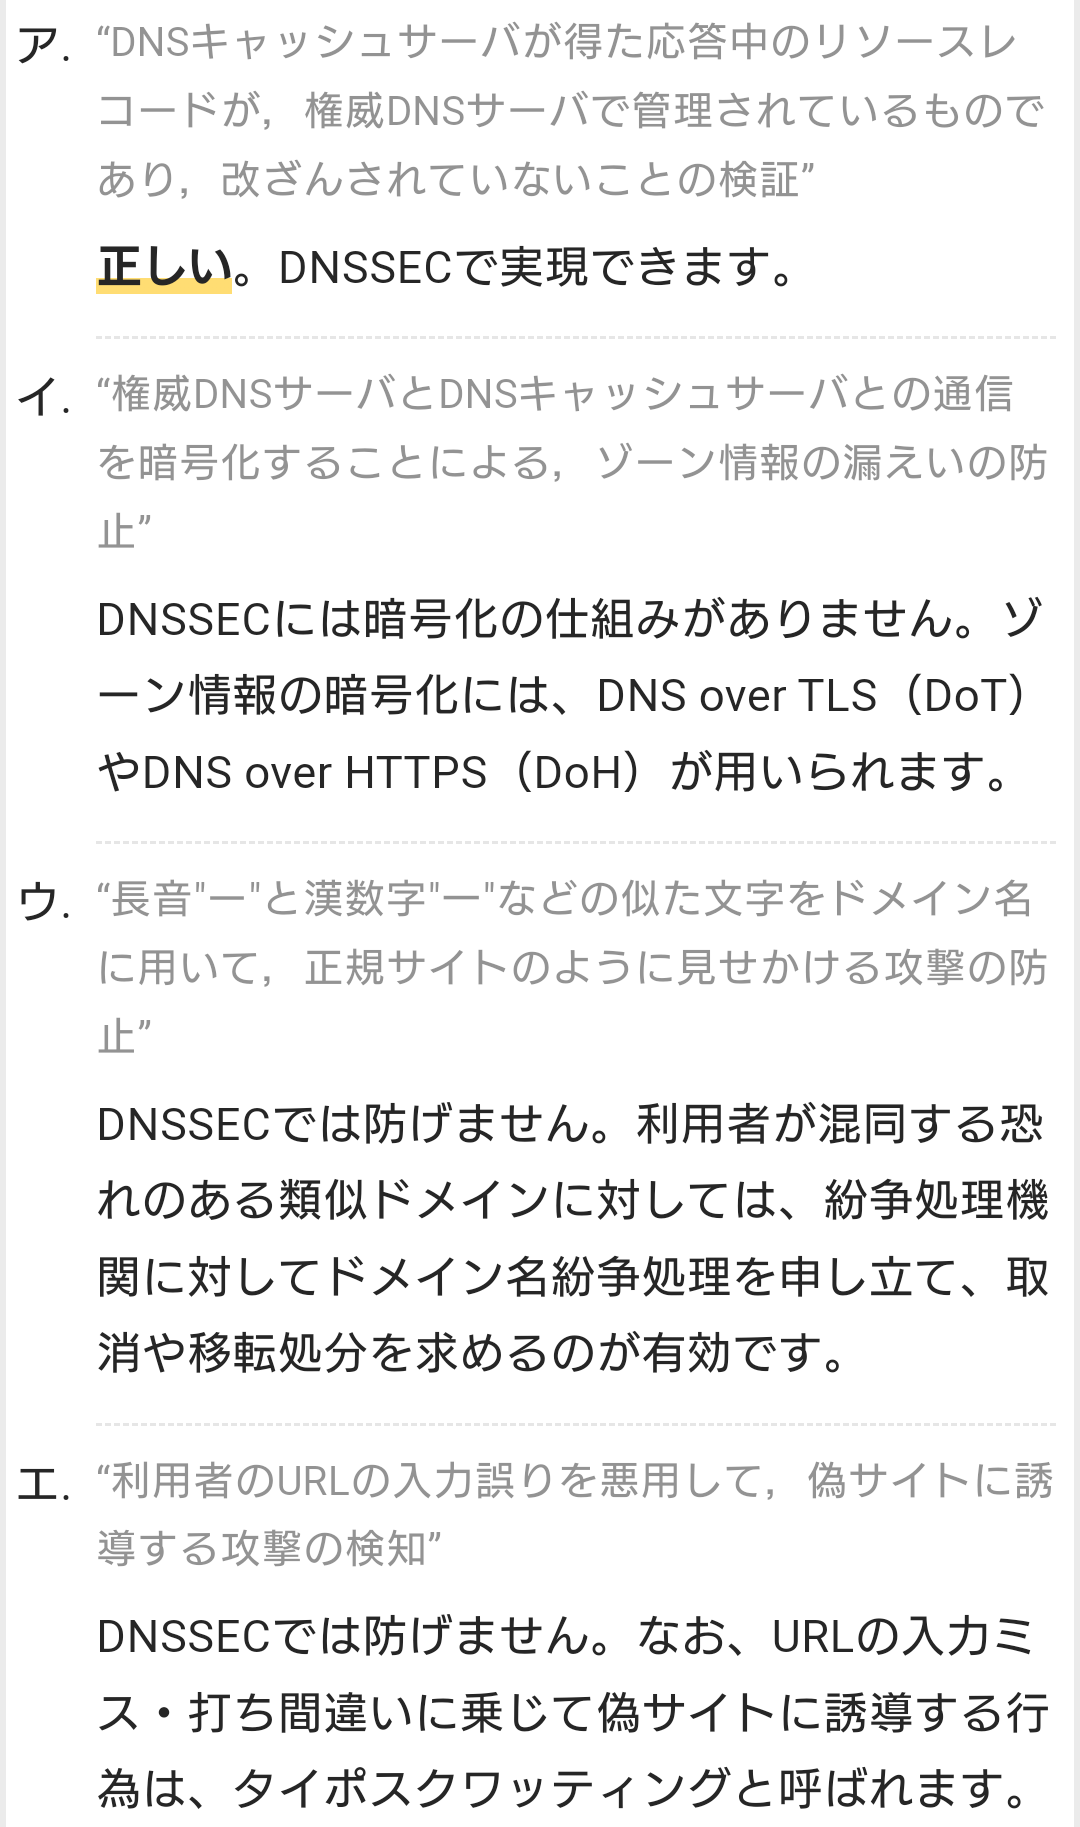 ア. “DNSキャッシュサーバが得た応答中のリソースレ
コードが，権威DNSサーバで管理されているもので
あり，改ざんされていないことの検証”
正しい。DNSSECで実現できます。
イ. “権威DNSサーバとDNSキャッシュサーバとの通信
を暗号化することによる，ゾーン情報の漏えいの防
止”
DNSSECには暗号化の仕組みがありません。ゾ
ーン情報の暗号化には、DNS over TLS（DoT）
やDNS over HTTPS（DoH）が用いられます。
ウ. “長音"ー"と漢数字"一"などの似た文字をドメイン名
に用いて，正規サイトのように見せかける攻撃の防
止”
DNSSECでは防げません。利用者が混同する恐
れのある類似ドメインに対しては、紛争処理機
関に対してドメイン名紛争処理を申し立て、取
消や移転処分を求めるのが有効です。
エ. “利用者のURLの入力誤りを悪用して，偽サイトに誘
導する攻撃の検知”
DNSSECでは防げません。なお、URLの入力ミ
ス・打ち間違いに乗じて偽サイトに誘導する行
為は、タイポスクワッティングと呼ばれます。